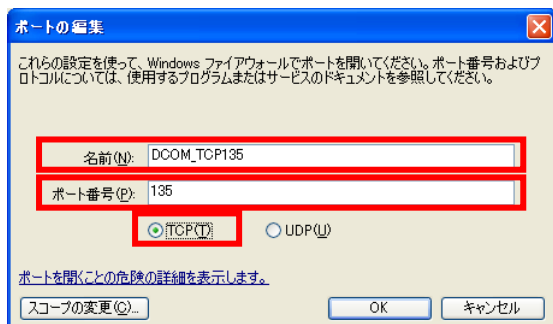 ポートの編集
これらの設定を使って、Windows ファイアウォールでポートを開いてください。ポート番号およびプ
ロトコルについては、使用するプログラムまたはサービスのドキュメントを参照してください。
名前(N): DCOM_TCP135
ポート番号(P): 135
TCP(T) UDP(U)
ポートを開くことの危険の詳細を表示します。
スコープの変更(C)... OK キャンセル